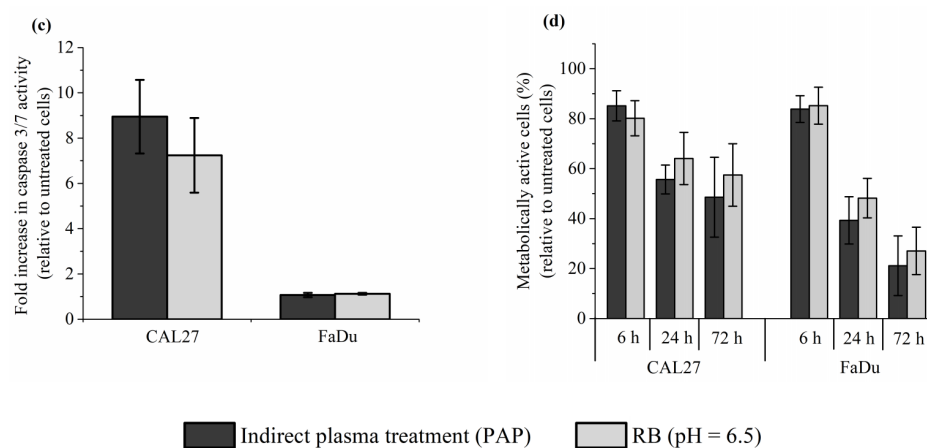 (c)
Fold increase in caspase 3/7 activity
(relative to untreated cells)
12
10
8
6
4
2
0
CAL27
FaDu
(d)
Metabolically active cells (%)
(relative to untreated cells)
100
80
60
40
20
0
6 h
24 h
72 h
6 h
24 h
72 h
CAL27
FaDu
Indirect plasma treatment (PAP)
RB (pH = 6.5)